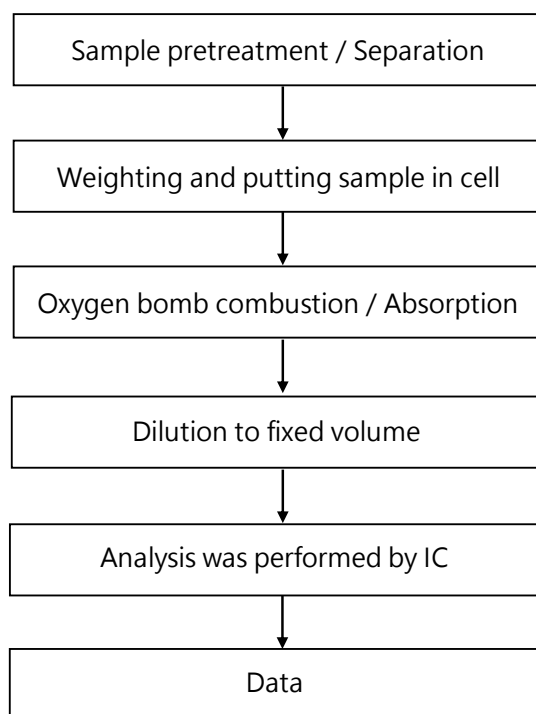 Sample pretreatment / Separation
Weighting and putting sample in cell
Oxygen bomb combustion / Absorption
Dilution to fixed volume
Analysis was performed by IC
Data